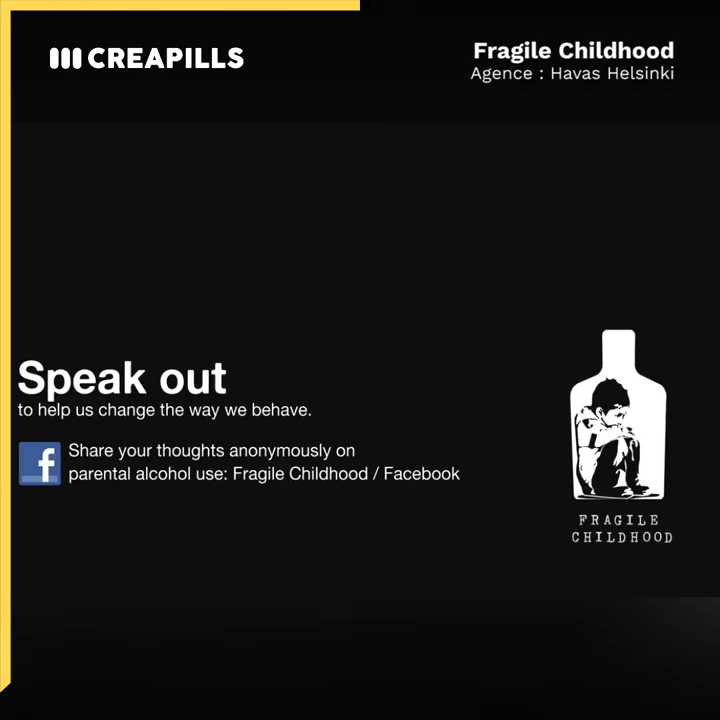 CREAPILLS
Fragile Childhood
Agence : Havas Helsinki
Speak out
to help us change the way we behave.
f
Share your thoughts anonymously on
parental alcohol use: Fragile Childhood / Facebook
FRAGILE
CHILDHOOD